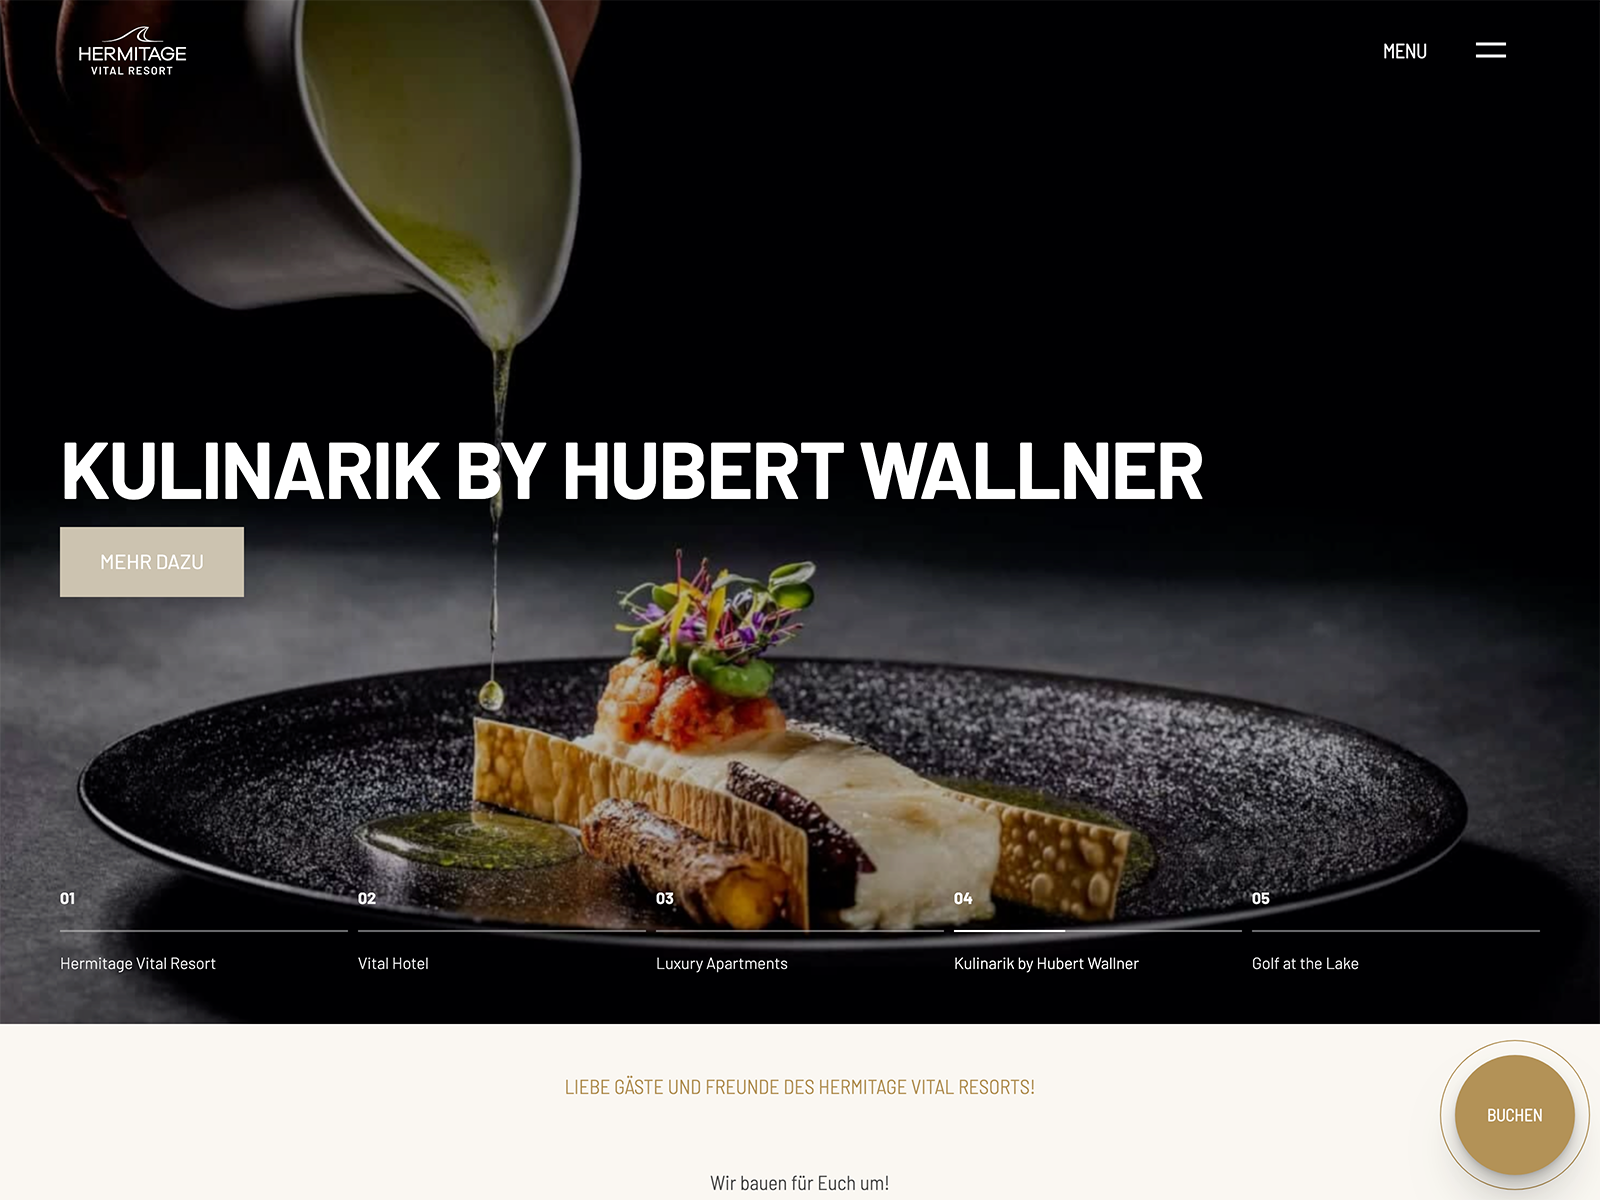 HERMITAGE
VITAL RESORT
MENU
KULINARIK BY HUBERT WALLNER
MEHR DAZU
01
Hermitage Vital Resort
02
Vital Hotel
03
Luxury Apartments
04
Kulinarik by Hubert Wallner
05
Golf at the Lake
LIEBE GÄSTE UND FREUNDE DES HERMITAGE VITAL RESORTS!
BUCHEN
Wir bauen für Euch um!